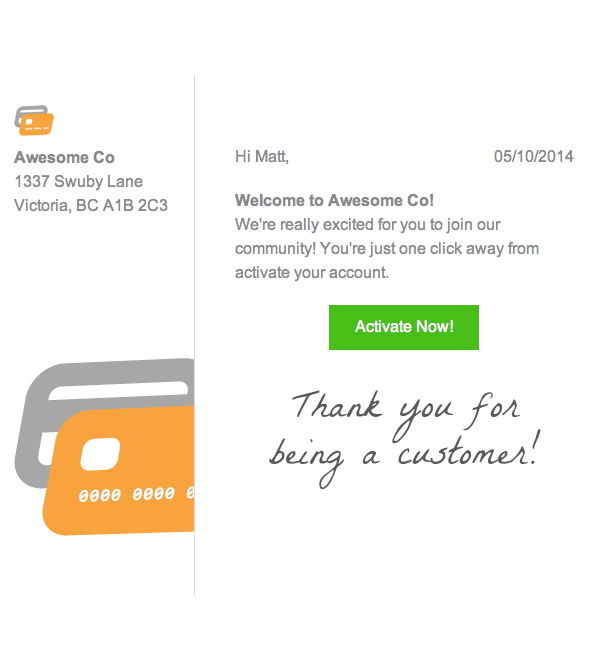 Awesome Co
1337 Swuby Lane
Victoria, BC A1B 2C3
0000 0000 0
Hi Matt,
05/10/2014
Welcome to Awesome Co!
We're really excited for you to join our
community! You're just one click away from
activate your account.
Activate Now!
Thank you for
being a customer!